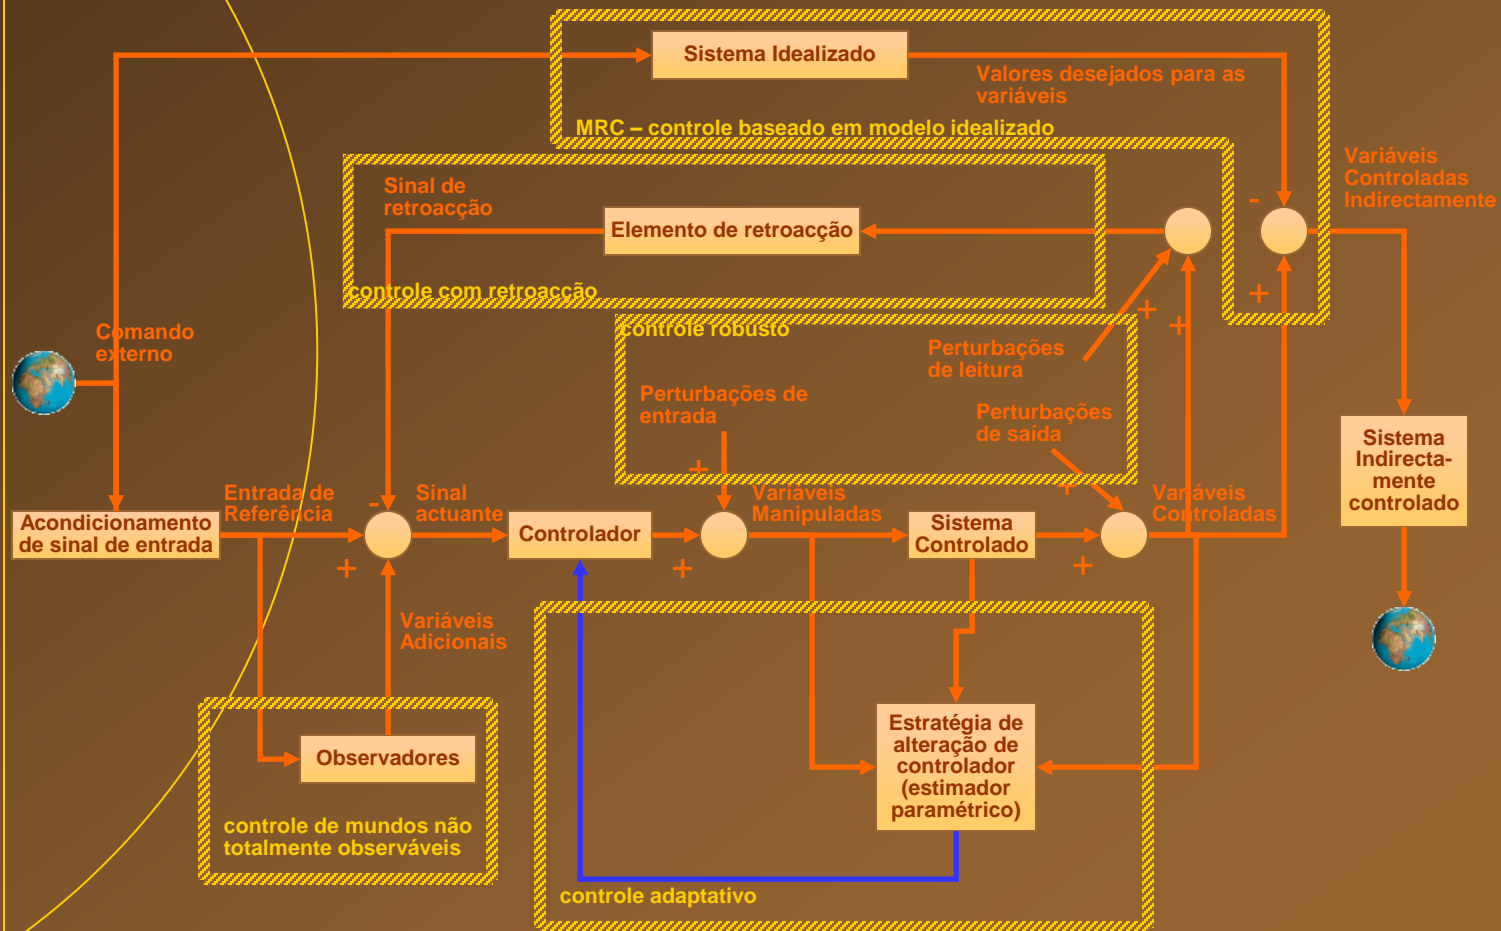 Sistema Idealizado
Valores desejados para as
variáveis
MRC – controle baseado em modelo idealizado
Variáveis
Controladas
Indirectamente
-
Sinal de
retroacção
Elemento de retroacção
controle com retroacção
+
+
+
Comando
externo
controle robusto
Perturbações
de leitura
Perturbações de
entrada
Perturbações
de saída
Sistema
Indirecta-
mente
controlado
+
+
Entrada de
Referência
-
Sinal
actuante
Variáveis
Manipuladas
Variáveis
Controladas
Acondicionamento
de sinal de entrada
Controlador
Sistema
Controlado
+
+
+
Variáveis
Adicionais
Observadores
Estratégia de
alteração de
controlador
(estimador
paramétrico)
controle de mundos não
totalmente observáveis
controle adaptativo